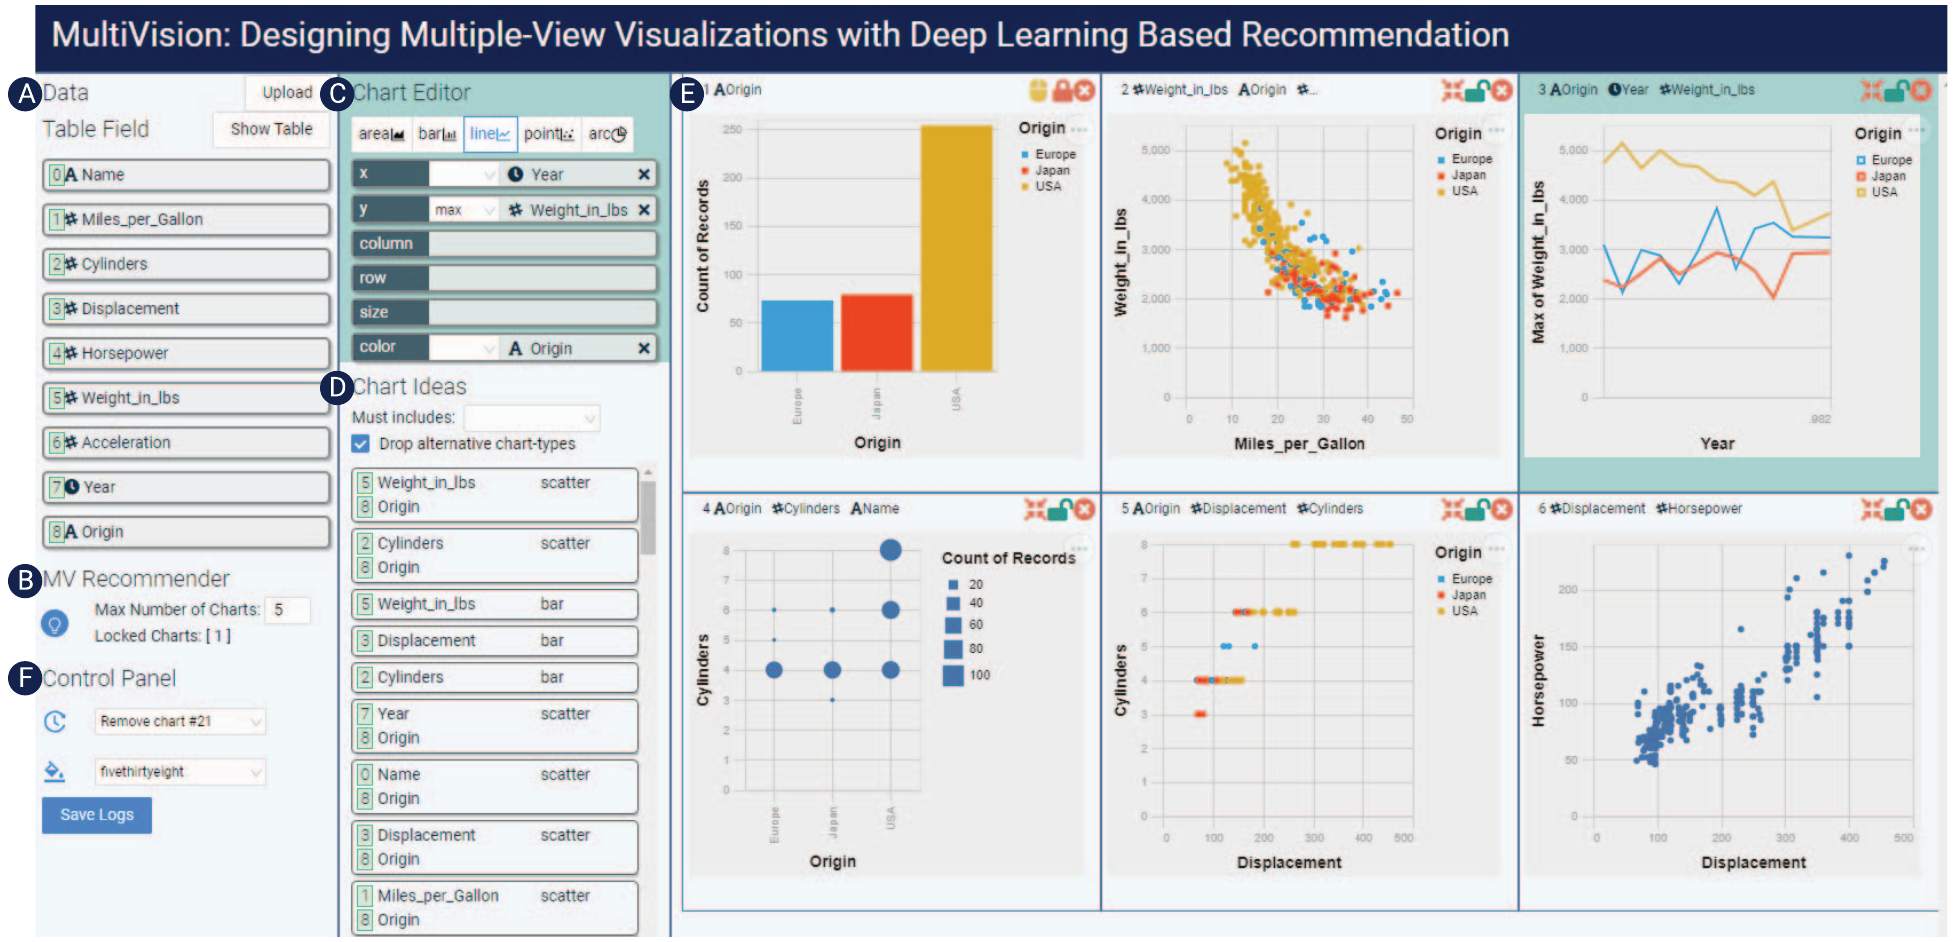 MultiVision: Designing Multiple-View Visualizations with Deep Learning Based Recommendation
A Data
Upload
Table Field
Show Table
0 A Name
1 # Miles_per_Gallon
2 # Cylinders
3 # Displacement
4 # Horsepower
5 # Weight_in_lbs
6 # Acceleration
7 Year
8 A Origin
B MV Recommender
Max Number of Charts: 5
Locked Charts: [ 1 ]
F Control Panel
Remove chart #21
fivethirtyeight
Save Logs
C Chart Editor
area bar line point arc
x Year
y max # Weight_in_lbs
column
row
size
color A Origin
D Chart Ideas
Must includes:
Drop alternative chart-types
5 Weight_in_lbs scatter
8 Origin
2 Cylinders scatter
8 Origin
5 Weight_in_lbs bar
3 Displacement bar
2 Cylinders bar
7 Year scatter
8 Origin
0 Name scatter
8 Origin
3 Displacement scatter
8 Origin
1 Miles_per_Gallon scatter
8 Origin
E 1 A Origin
Count of Records
250
200
150
100
50
0
Europe
Japan
USA
Origin
Origin
Europe
Japan
USA
2 #Weight_in_lbs A Origin #...
Weight_in_lbs
5,000
4,000
3,000
2,000
1,000
0
0 10 20 30 40 50
Miles_per_Gallon
Origin
Europe
Japan
USA
3 A Origin Year #Weight_in_lbs
Max of Weight_in_lbs
5,000
4,000
3,000
2,000
1,000
0
982
Year
Origin
Europe
Japan
USA
4 A Origin #Cylinders A Name
Cylinders
8
7
6
5
4
3
2
1
0
Europe
Japan
USA
Origin
Count of Records
20
40
60
80
100
5 A Origin #Displacement #Cylinders
Cylinders
8
7
6
5
4
3
2
1
0
0 100 200 300 400 500
Displacement
Origin
Europe
Japan
USA
6 #Displacement #Horsepower
Horsepower
200
150
100
50
0
0 100 200 300 400 500
Displacement